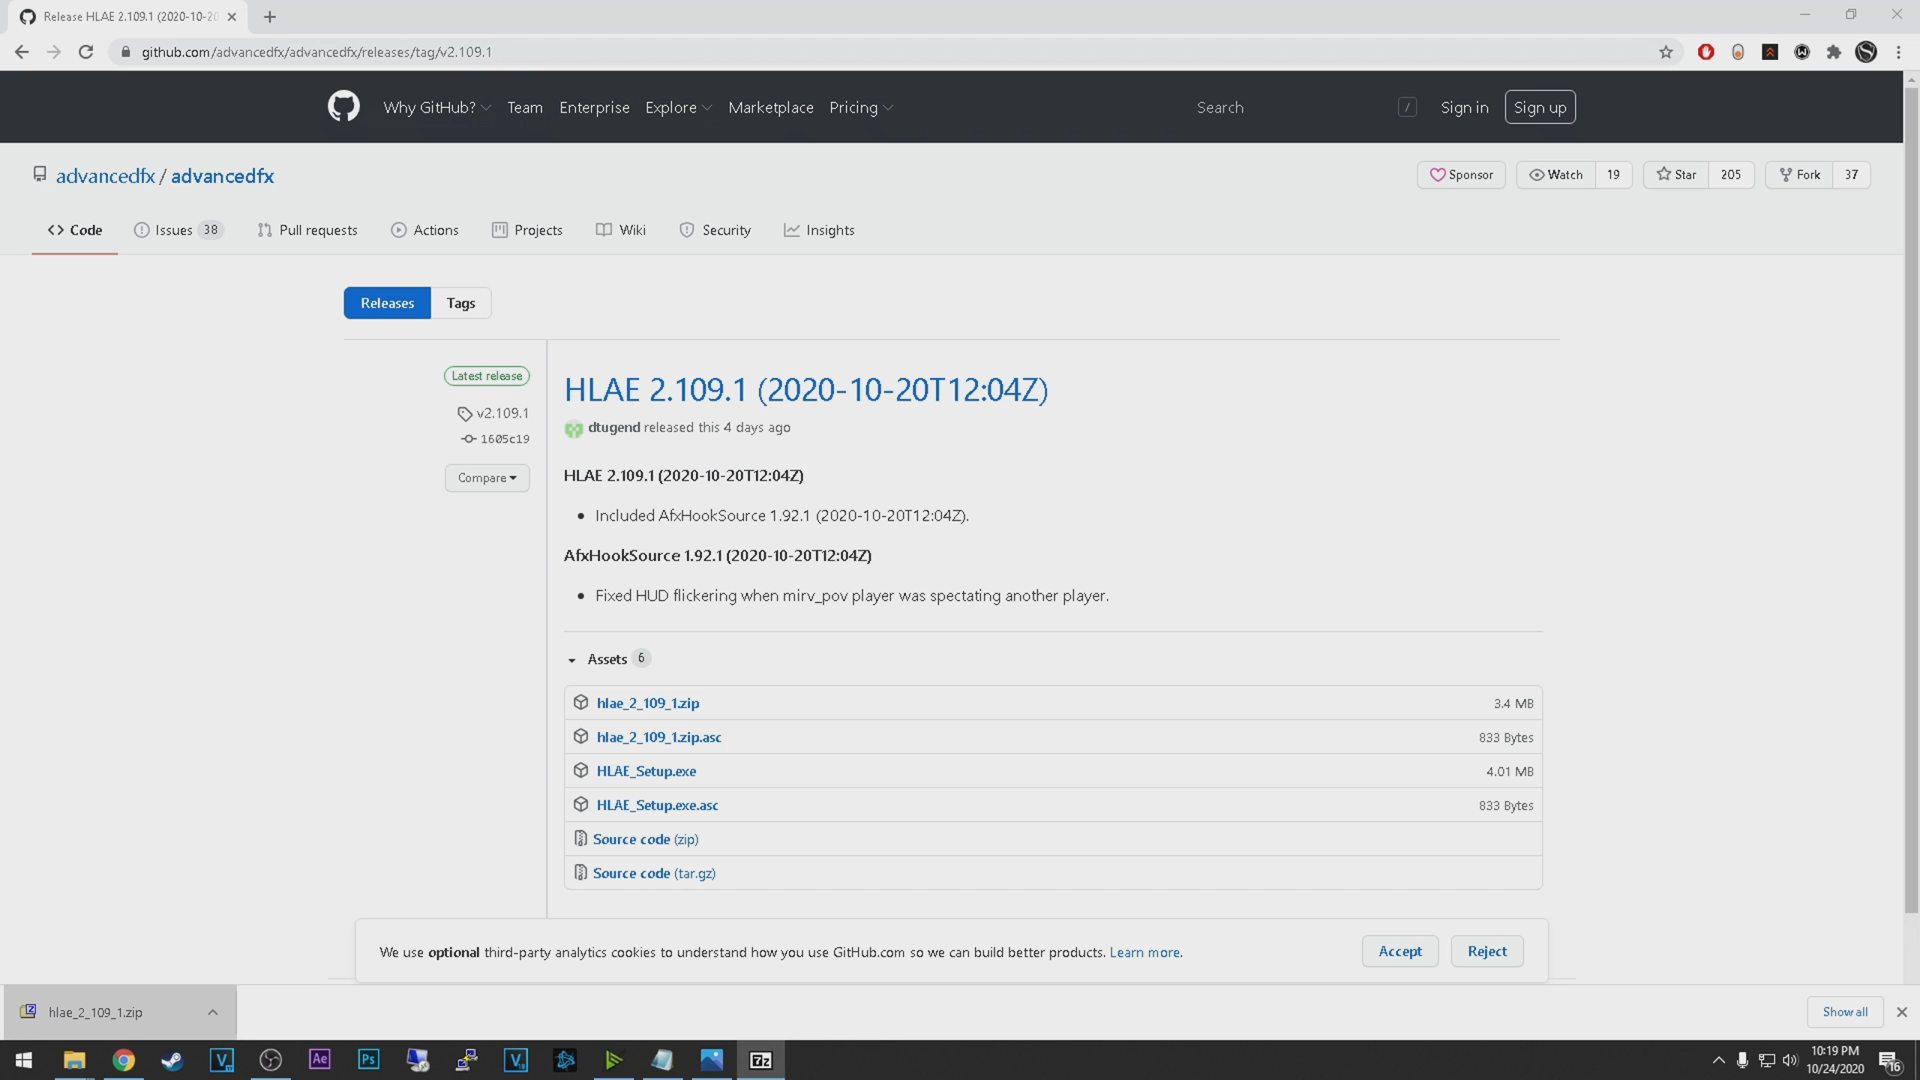 Release HLAE 2.109.1 (2020-10-20
github.com/advancedfx/advancedfx/releases/tag/v2.109.1
Why GitHub? Team Enterprise Explore Marketplace Pricing Search / Sign in Sign up
advancedfx / advancedfx Sponsor Watch 19 Star 205 Fork 37
Code Issues 38 Pull requests Actions Projects Wiki Security Insights
Releases Tags
Latest release
v2.109.1
1605c19
Compare
HLAE 2.109.1 (2020-10-20T12:04Z)
dtugend released this 4 days ago
HLAE 2.109.1 (2020-10-20T12:04Z)
• Included AfxHookSource 1.92.1 (2020-10-20T12:04Z).
AfxHookSource 1.92.1 (2020-10-20T12:04Z)
• Fixed HUD flickering when mirv_pov player was spectating another player.
Assets 6
hlae_2_109_1.zip 3.4 MB
hlae_2_109_1.zip.asc 833 Bytes
HLAE_Setup.exe 4.01 MB
HLAE_Setup.exe.asc 833 Bytes
Source code (zip)
Source code (tar.gz)
We use optional third-party analytics cookies to understand how you use GitHub.com so we can build better products. Learn more. Accept Reject
hlae_2_109_1.zip Show all
Ae Ps 7z
10:19 PM
10/24/2020
16